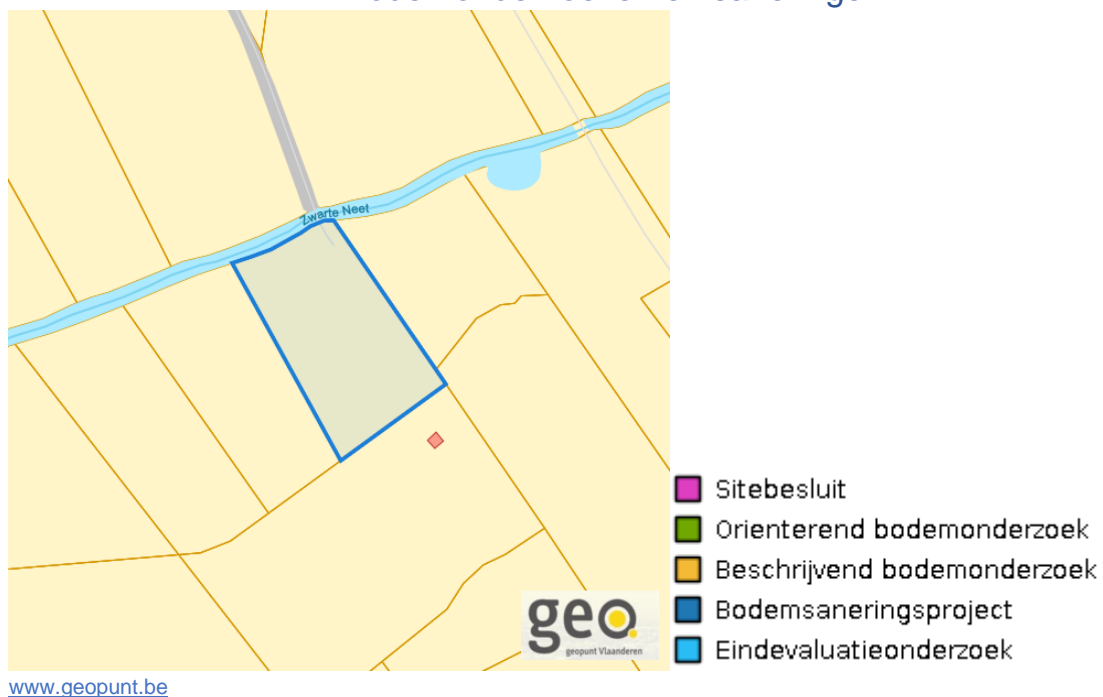 Zwarte Neet
geo
geopunt Vlaanderen
Sitebesluit
Orienterend bodemonderzoek
Beschrijvend bodemonderzoek
Bodemsaneringsproject
Eindevaluatieonderzoek
www.geopunt.be